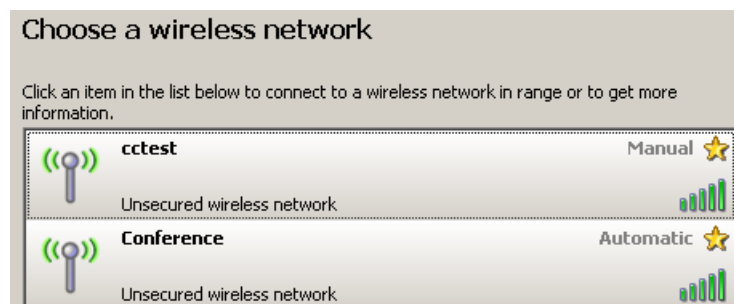 Choose a wireless network
Click an item in the list below to connect to a wireless network in range or to get more
information.
cctest Manual
Unsecured wireless network
Conference Automatic
Unsecured wireless network